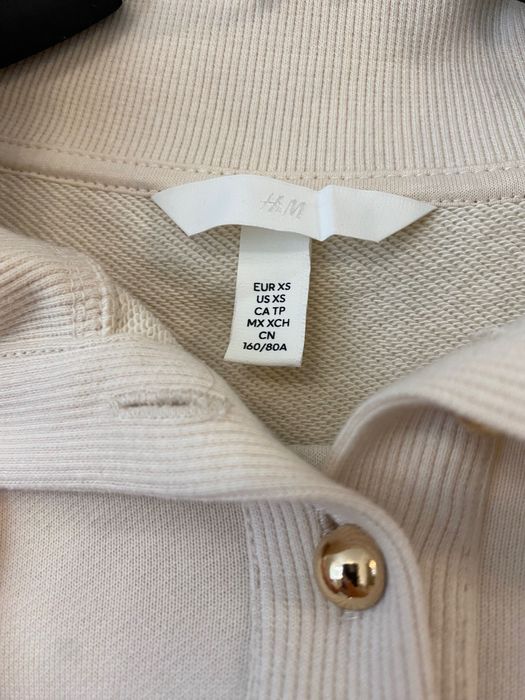 H&M
EUR XS
US XS
CA TP
MX XCH
CN
160/80A